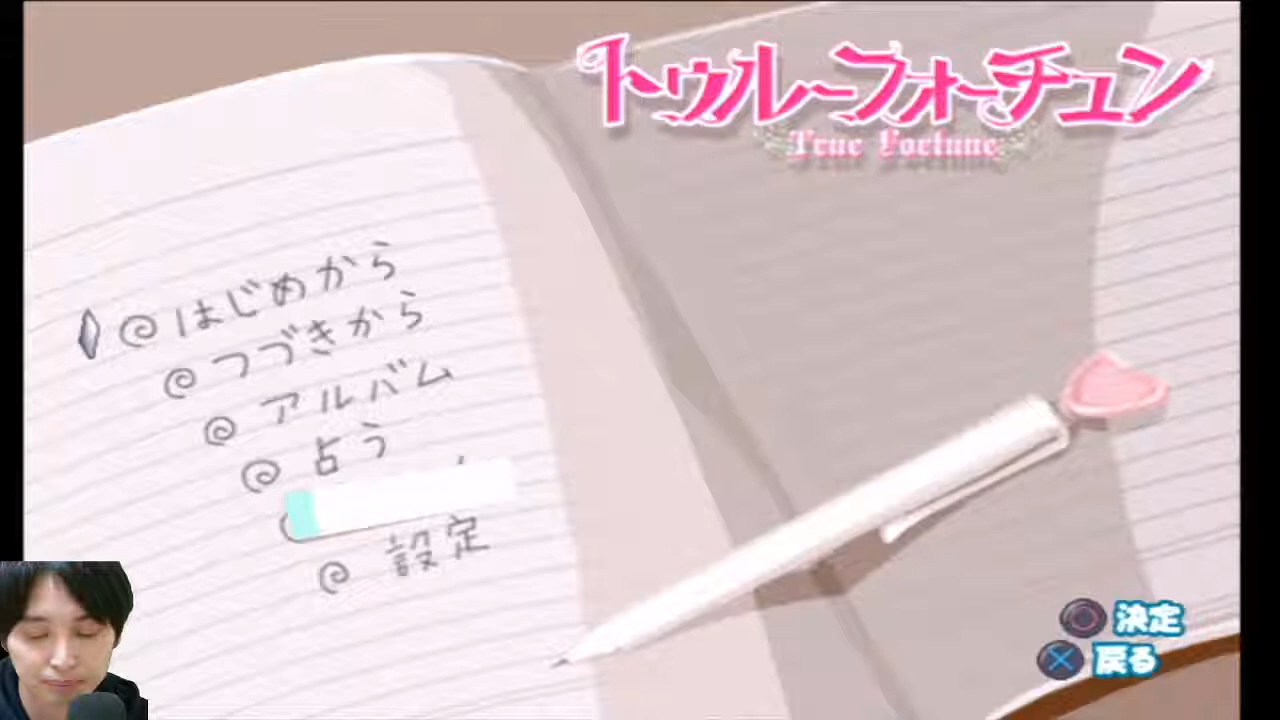 トゥルーフォーチュン
True Fortune
@ はじめから
@ つづきから
@ アルバム
@ 占う
@ 設定
決定
戻る